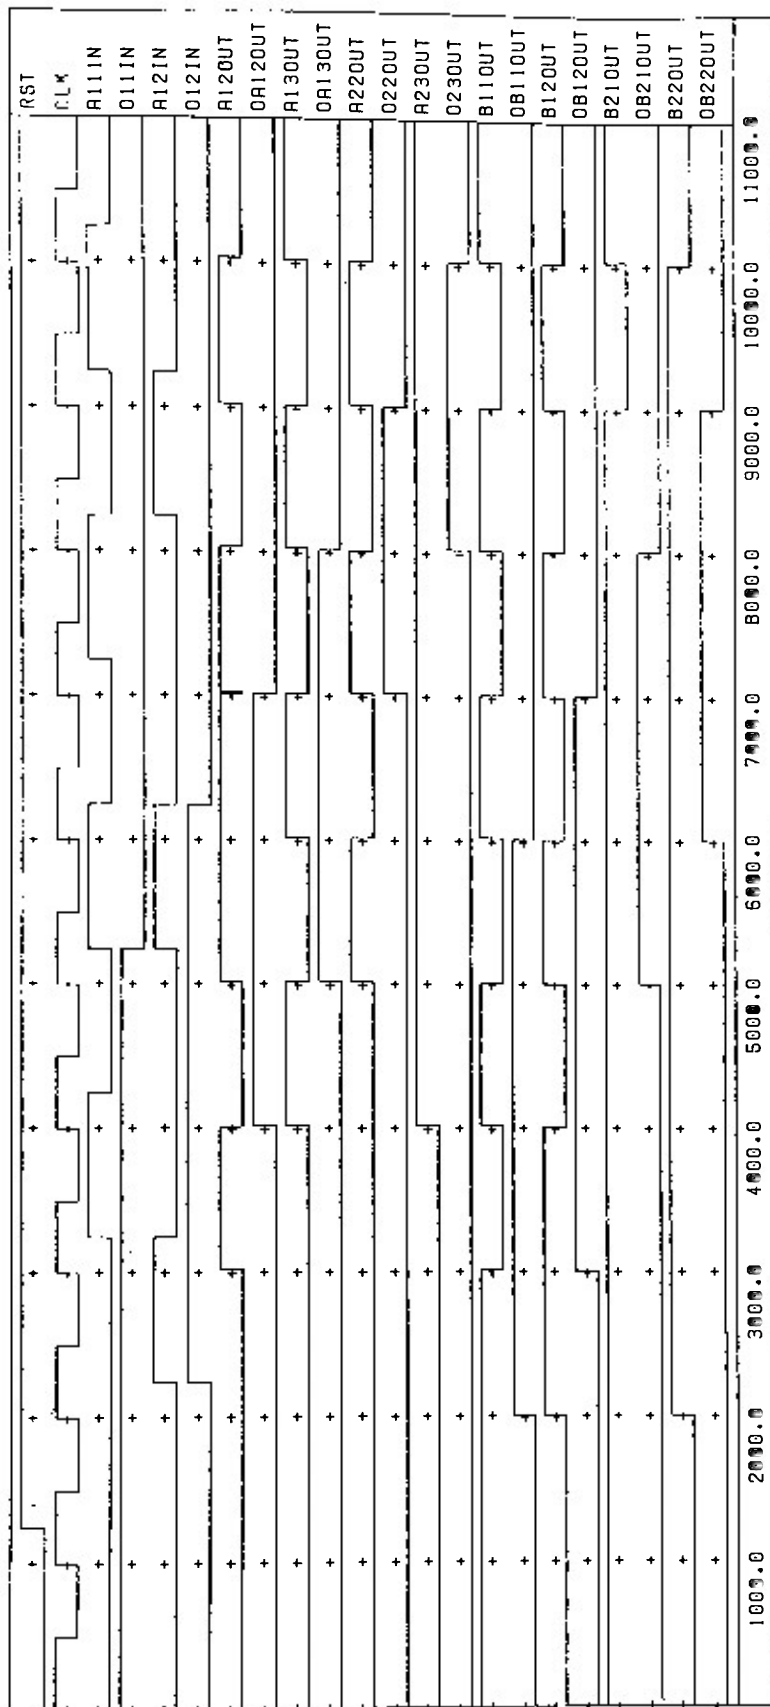 RST
CLK
A11IN
O11IN
A12IN
O12IN
A12OUT
OA12OUT
A13OUT
OA13OUT
A22OUT
O22OUT
A23OUT
O23OUT
B11OUT
OB11OUT
B12OUT
OB12OUT
B21OUT
OB21OUT
B22OUT
OB22OUT
1000.0
2000.0
3000.0
4000.0
5000.0
6000.0
7000.0
8000.0
9000.0
10000.0
11000.0